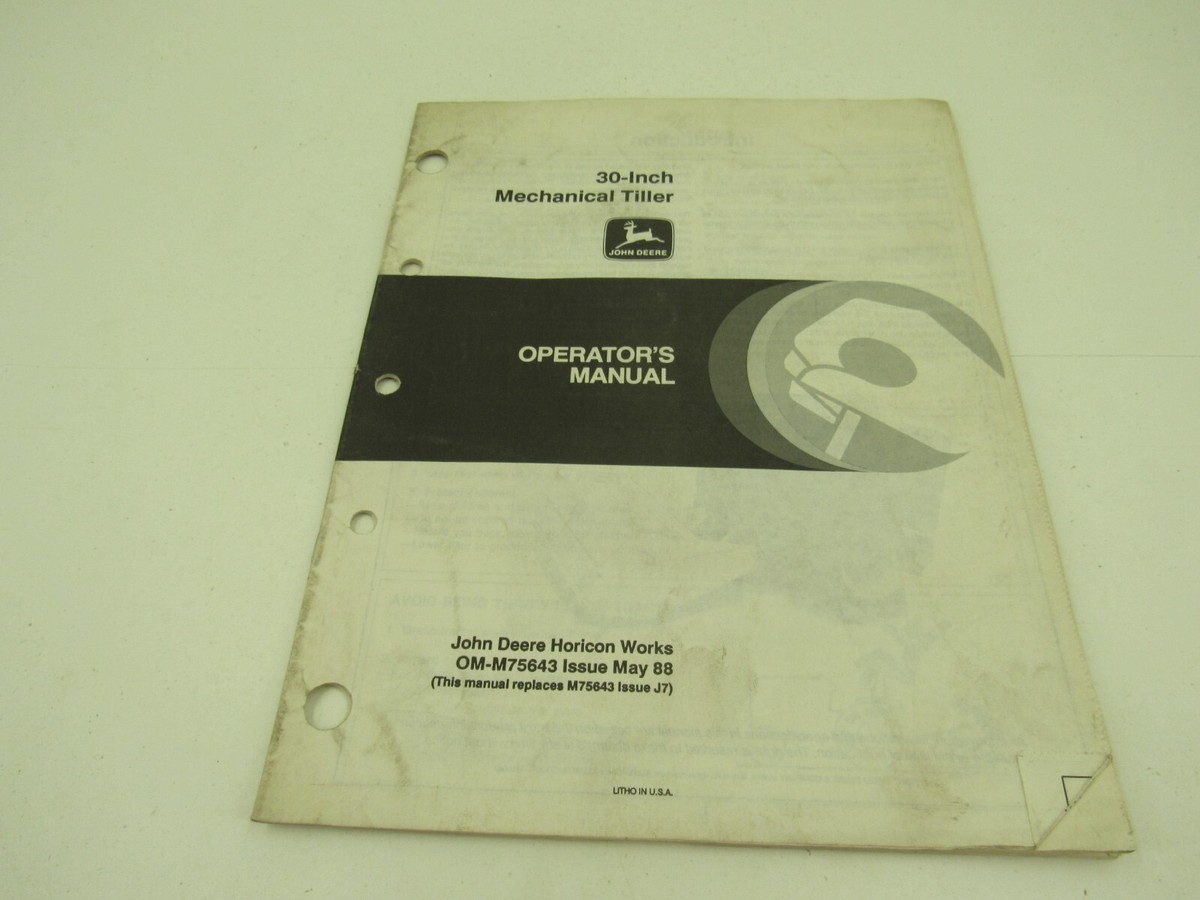 30-Inch
Mechanical Tiller
JOHN DEERE
OPERATOR'S
MANUAL
John Deere Horicon Works
OM-M75643 Issue May 88
(This manual replaces M75643 Issue J7)
LITHO IN U.S.A.